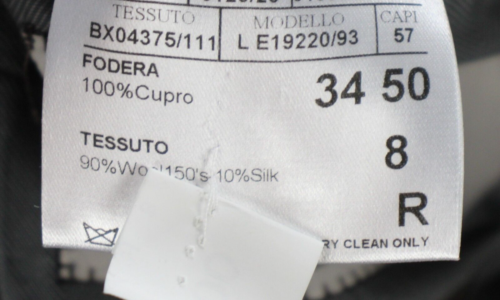 TESSUTO MODELLO CAPI
BX04375/111 L E19220/93 57
FODERA
100%Cupro
34 50
TESSUTO
90%Wool150's 10%Silk
8
R
RY CLEAN ONLY